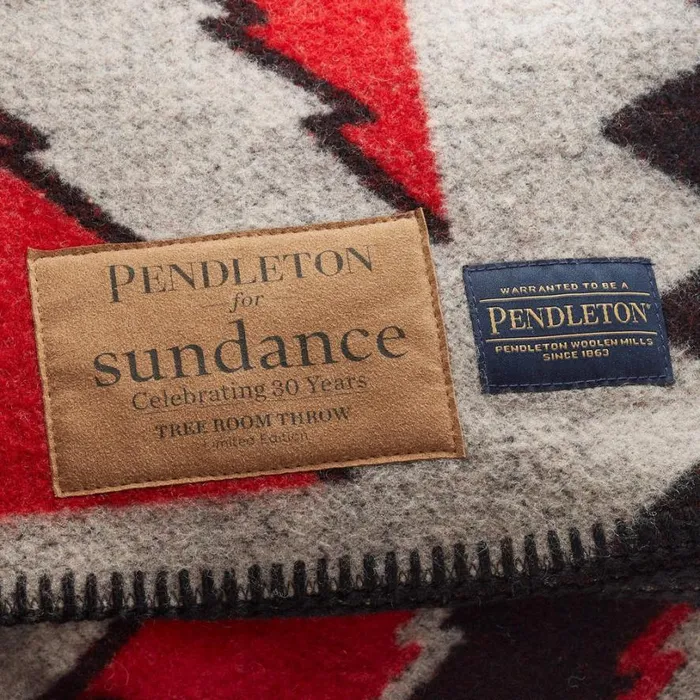 PENDLETON
for
sundance
Celebrating 30 Years
TREE ROOM THROW
Limited Edition
WARRANTED TO BE A
PENDLETON®
PENDLETON WOOLEN MILLS
SINCE 1863